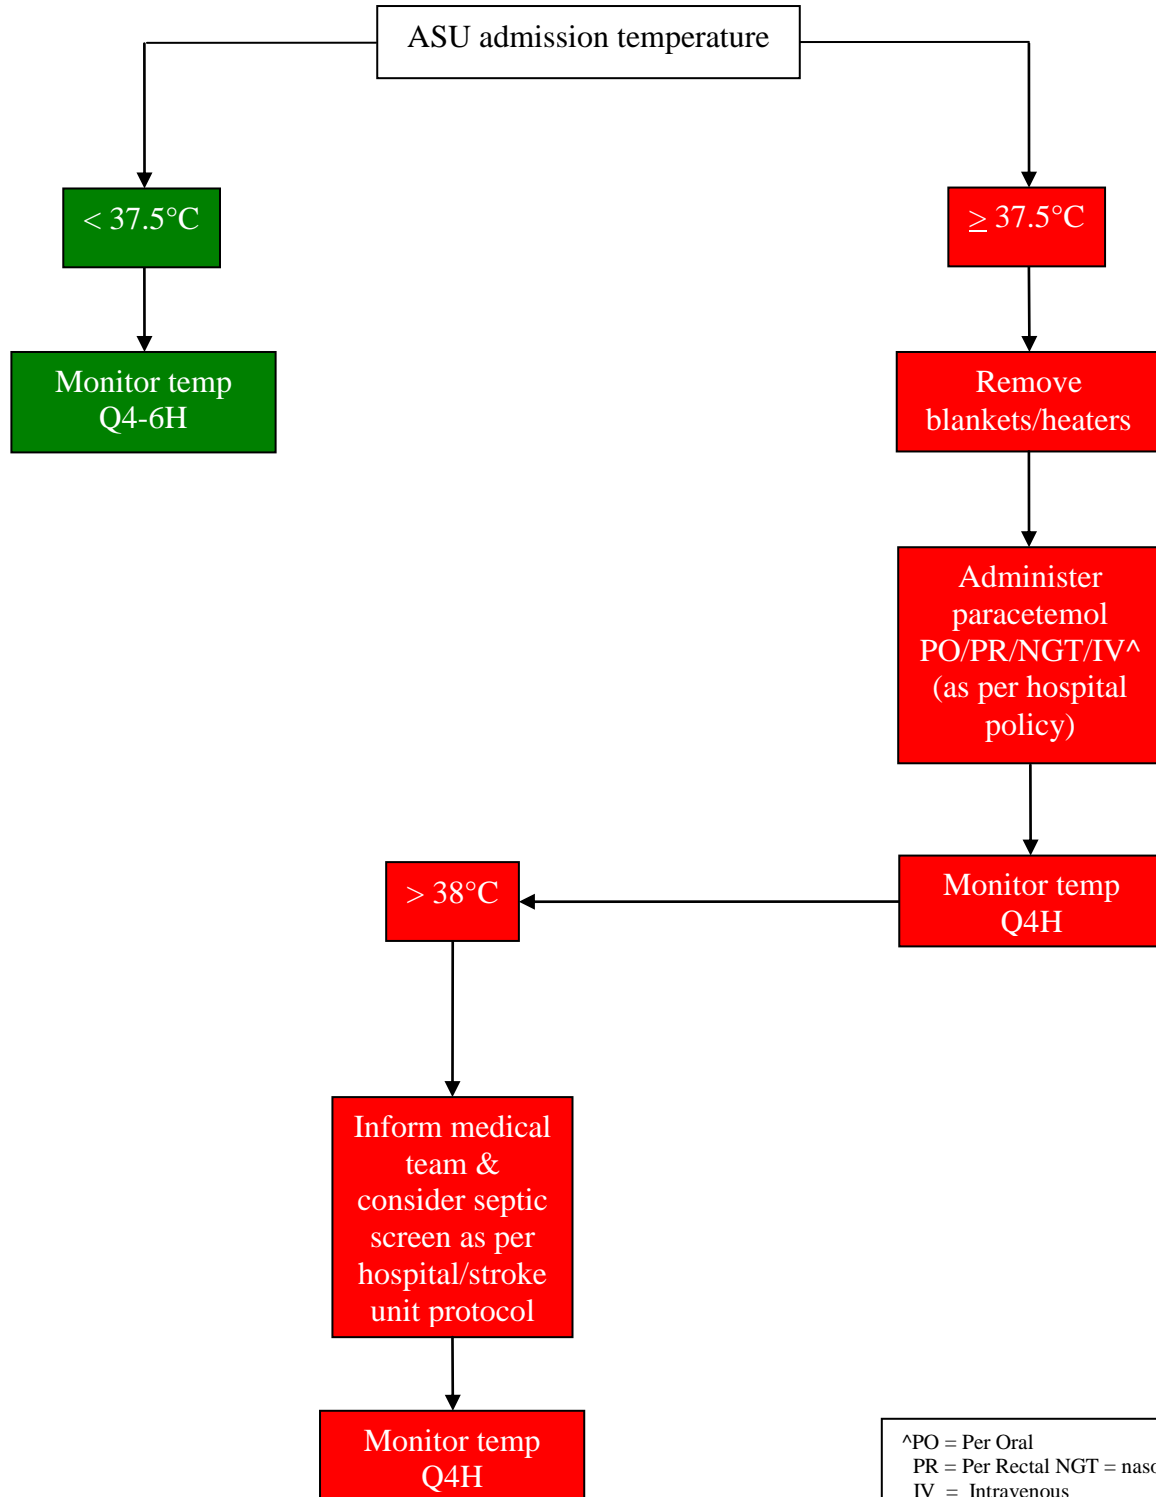 ASU admission temperature
< 37.5°C
≥ 37.5°C
Monitor temp
Q4-6H
Remove
blankets/heaters
Administer
paracetemol
PO/PR/NGT/IV^
(as per hospital
policy)
Monitor temp
Q4H
> 38°C
Inform medical
team &
consider septic
screen as per
hospital/stroke
unit protocol
Monitor temp
Q4H
^PO = Per Oral
PR = Per Rectal NGT =
IV = Intravenous